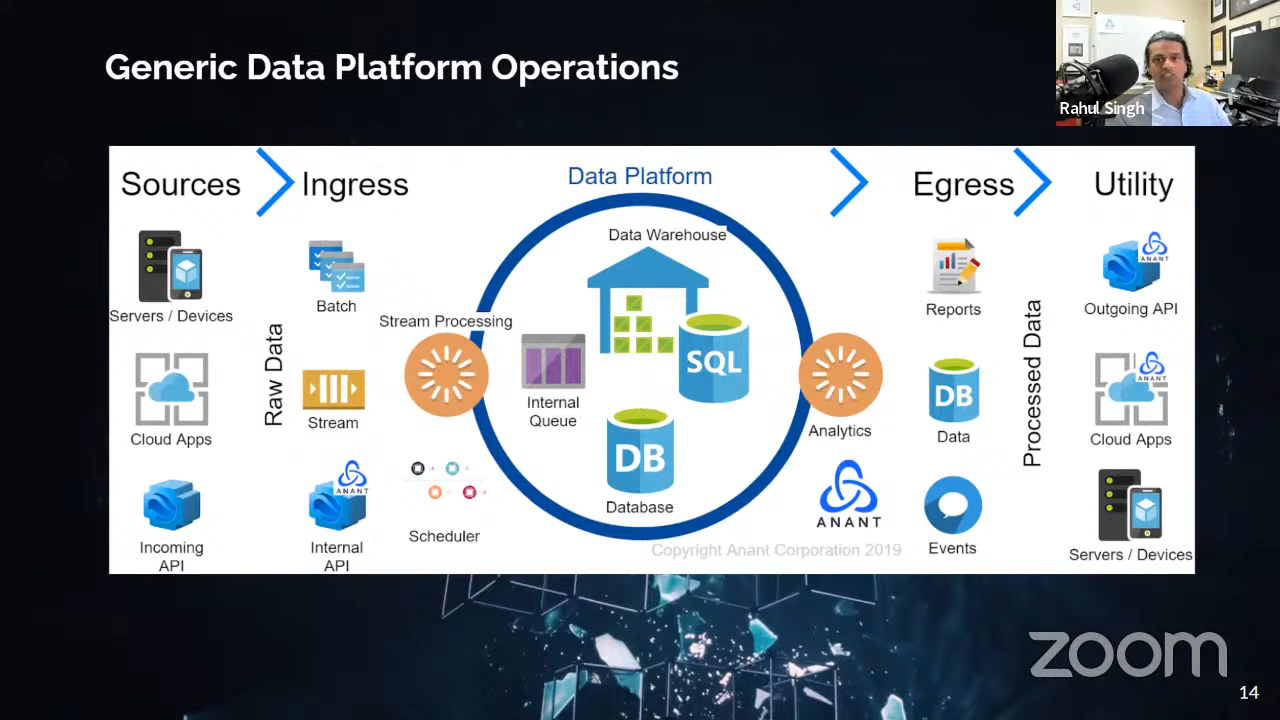 Generic Data Platform Operations
Rahul Singh
Sources
Ingress
Data Platform
Egress
Utility
Servers / Devices
Cloud Apps
Incoming
API
Raw Data
Batch
Stream
ANANT
Internal
API
Stream Processing
Scheduler
Data Warehouse
SQL
Internal
Queue
DB
Database
Analytics
ANANT
Copyright Anant Corporation 2019
Reports
DB
Data
Events
Processed Data
ANANT
Outgoing API
ANANT
Cloud Apps
Servers / Devices
zoom
14